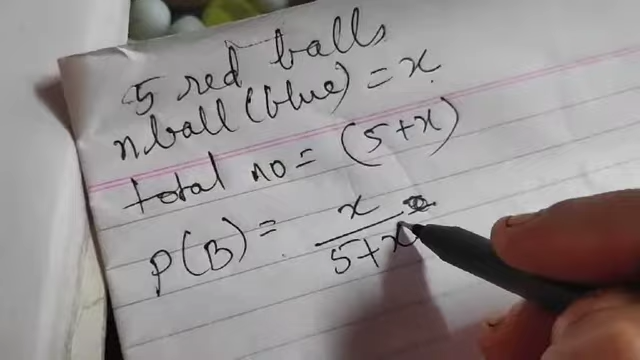 5 red balls
n ball (blue) = x
total no = (5+x)
P(B) = x/5+x